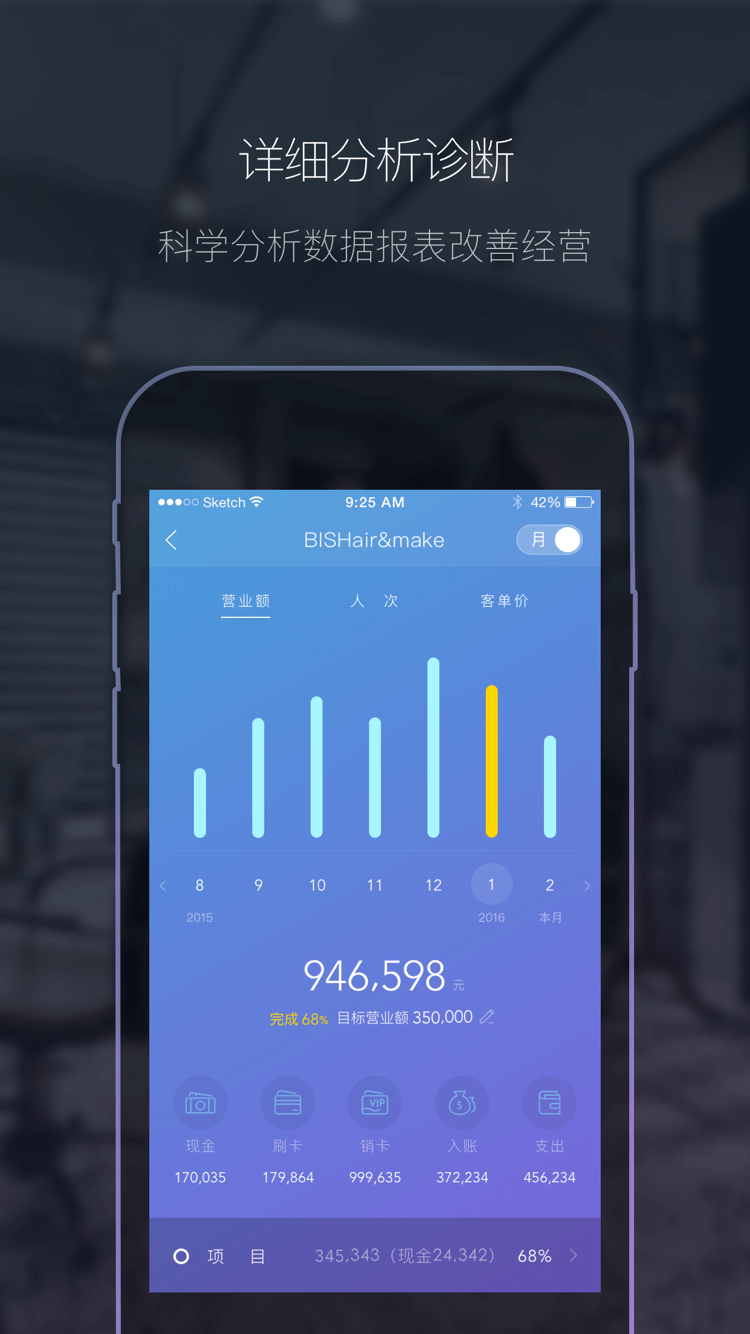 详细分析诊断
科学分析数据报表改善经营
Sketch 9:25 AM 42%
BISHair&make 月
营业额 人 次 客单价
8 9 10 11 12 1 2
2015 2016 本月
946,598 元
完成 68% 目标营业额 350,000
VIP $
现金 刷卡 销卡 入账 支出
170,035 179,864 999,635 372,234 456,234
项 目 345,343（现金24,342） 68%